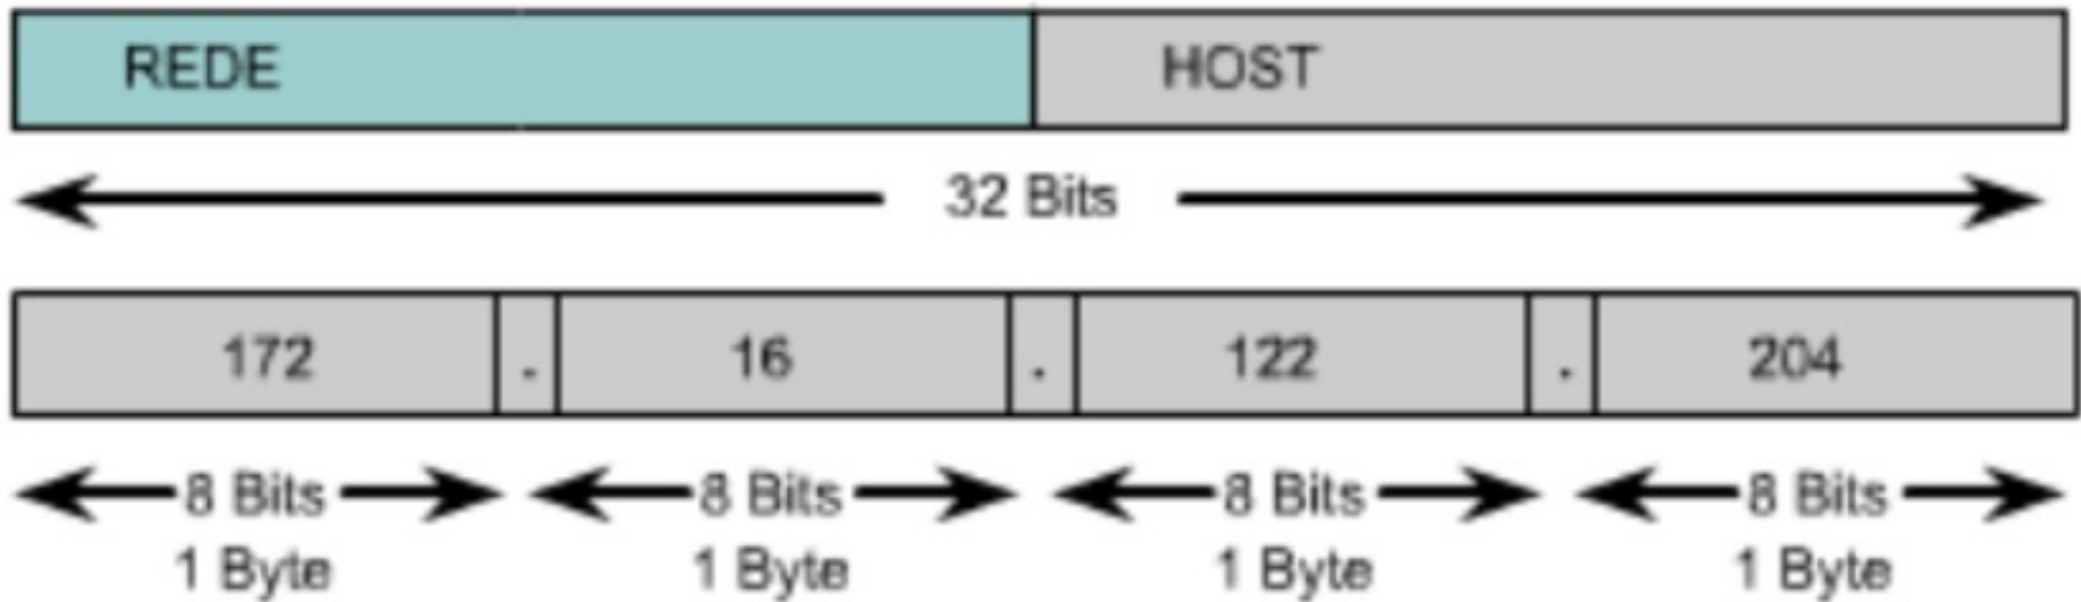 REDE HOST
32 Bits
172 . 16 . 122 . 204
8 Bits 8 Bits 8 Bits 8 Bits
1 Byte 1 Byte 1 Byte 1 Byte